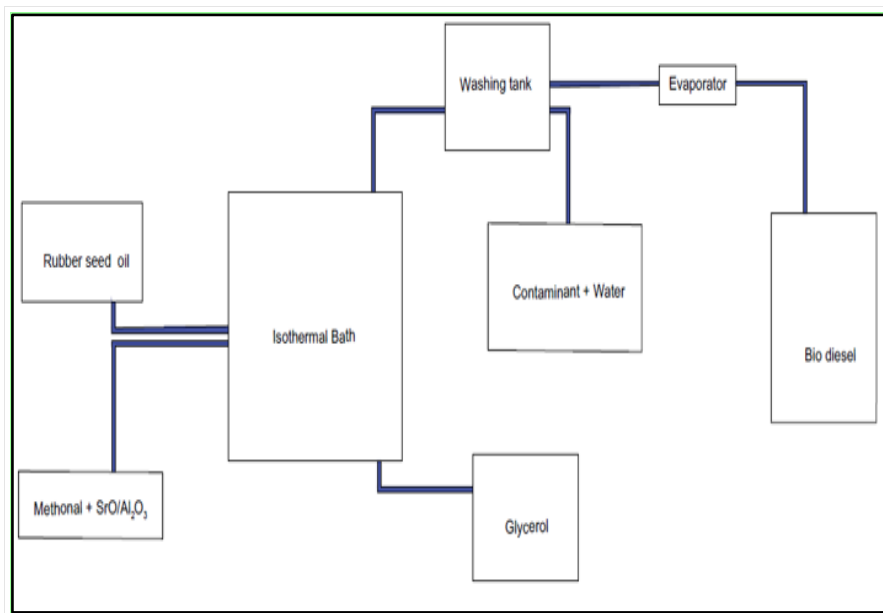 Washing tank
Evaporator
Rubber seed oil
Contaminant + Water
Isothermal Bath
Bio diesel
Methonal + SrO/Al₂O₃
Glycerol